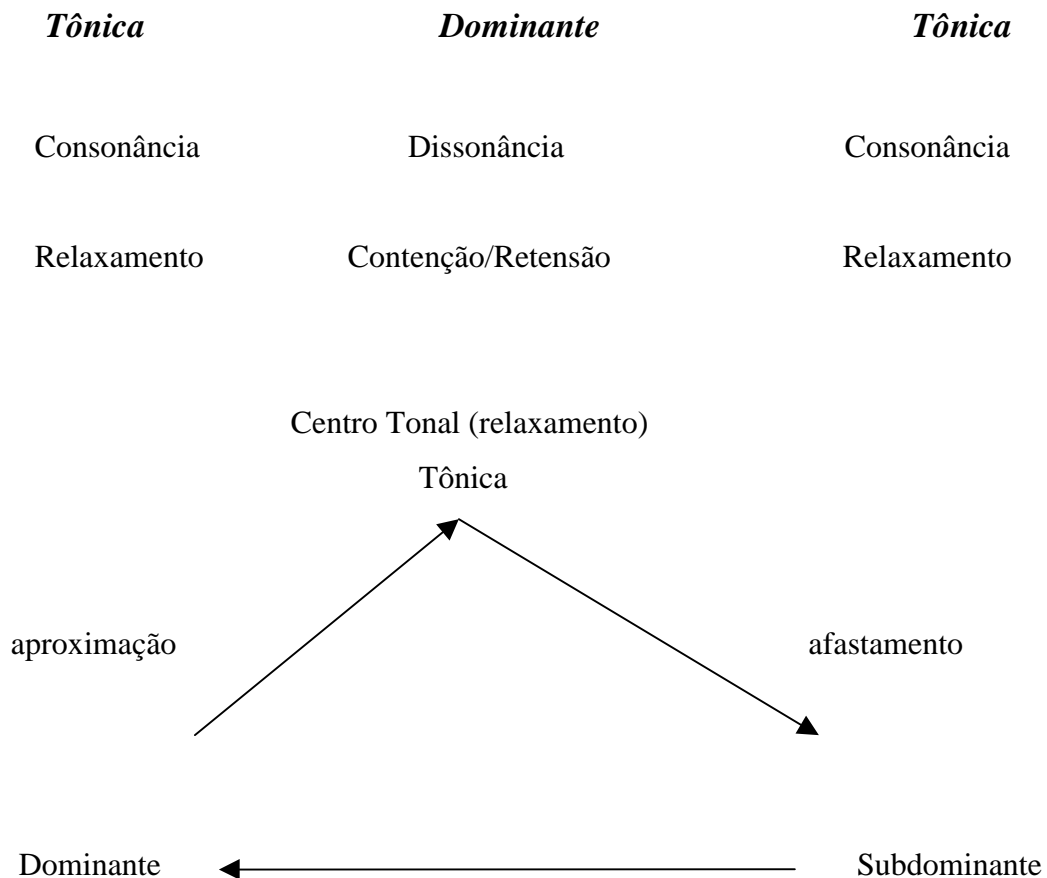 Tônica Dominante Tônica
Consonância Dissonância Consonância
Relaxamento Contenção/Retensão Relaxamento
Centro Tonal (relaxamento)
Tônica
aproximação afastamento
Dominante Subdominante